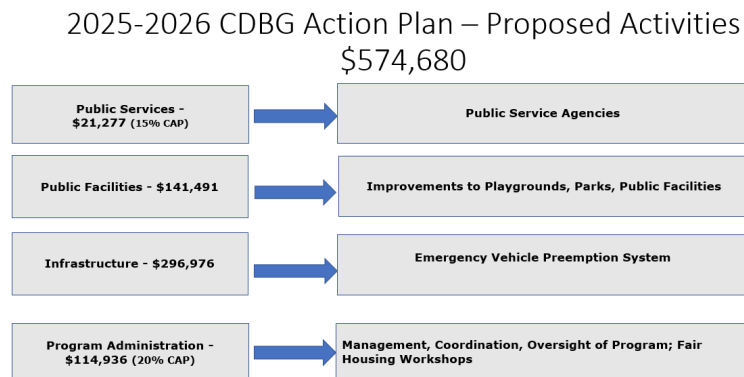 2025-2026 CDBG Action Plan – Proposed Activities
$574,680
Public Services -
$21,277 (15% CAP)
Public Service Agencies
Public Facilities - $141,491
Improvements to Playgrounds, Parks, Public Facilities
Infrastructure - $296,976
Emergency Vehicle Preemption System
Program Administration -
$114,936 (20% CAP)
Management, Coordination, Oversight of Program; Fair
Housing Workshops